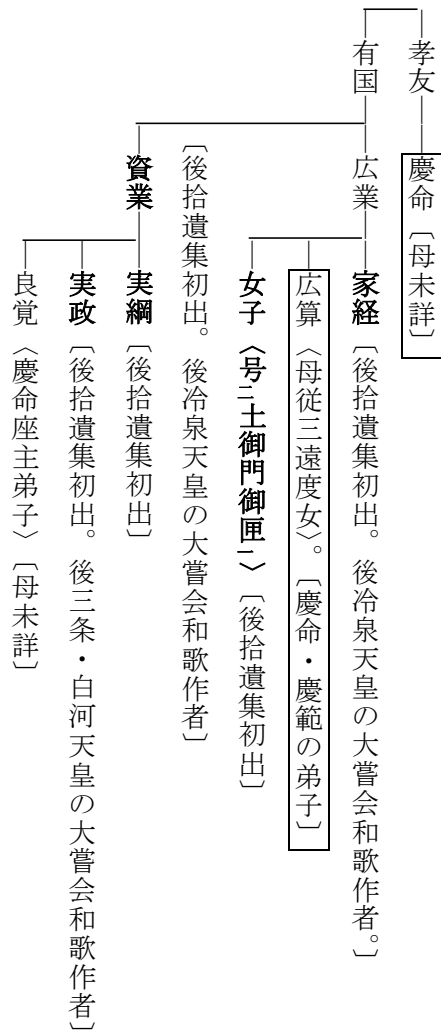 孝友
慶命〔母未詳〕
有国
広業
家経〔後拾遺集初出。後冷泉天皇の大嘗会和歌作者。〕
広算〈母従三遠度女〉。〔慶命・慶範の弟子〕
女子〈号二土御門御匣一〉〔後拾遺集初出〕
〔後拾遺集初出。後冷泉天皇の大嘗会和歌作者〕
資業
実綱〔後拾遺集初出〕
実政〔後拾遺集初出。後三条・白河天皇の大嘗会和歌作者〕
良覚〈慶命座主弟子〉〔母未詳〕